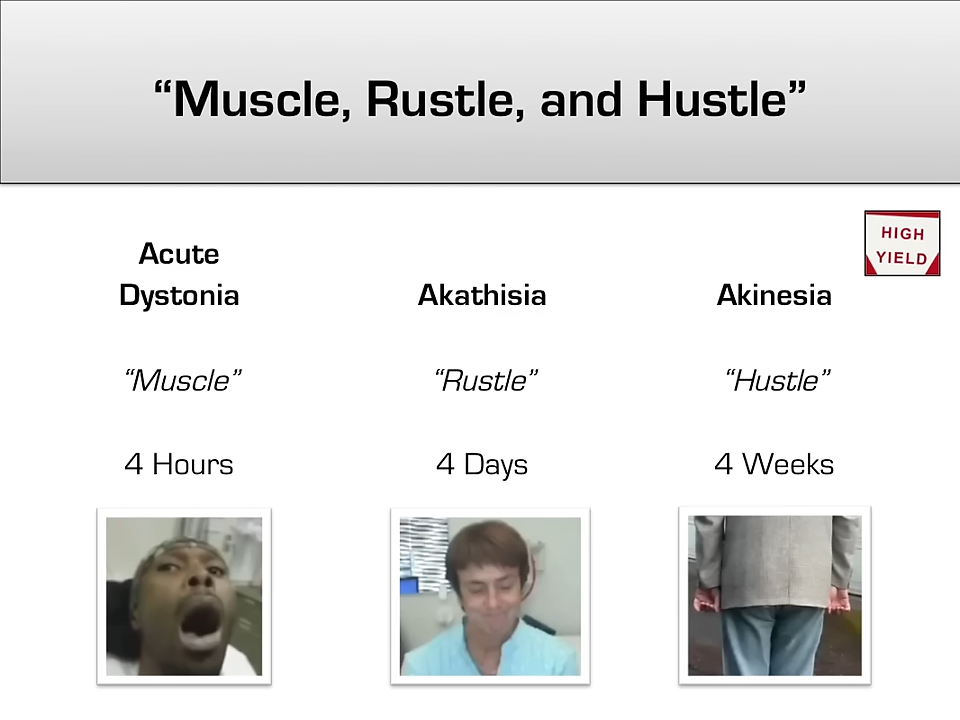 “Muscle, Rustle, and Hustle”
HIGH
YIELD
Acute
Dystonia
Akathisia
Akinesia
“Muscle”
“Rustle”
“Hustle”
4 Hours
4 Days
4 Weeks